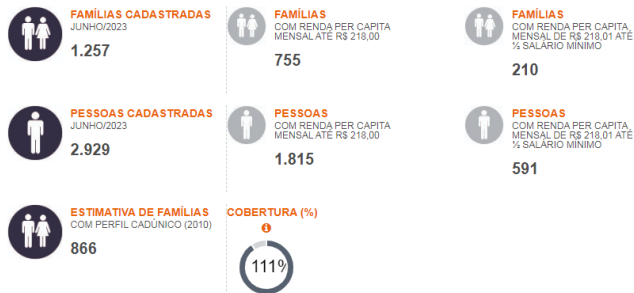 FAMÍLIAS CADASTRADAS
JUNHO/2023
1.257
FAMÍLIAS
COM RENDA PER CAPITA
MENSAL ATÉ R$ 218,00
755
FAMÍLIAS
COM RENDA PER CAPITA
MENSAL DE R$ 218,01 ATÉ
½ SALÁRIO MÍNIMO
210
PESSOAS CADASTRADAS
JUNHO/2023
2.929
PESSOAS
COM RENDA PER CAPITA
MENSAL ATÉ R$ 218,00
1.815
PESSOAS
COM RENDA PER CAPITA
MENSAL DE R$ 218,01 ATÉ
½ SALÁRIO MÍNIMO
591
ESTIMATIVA DE FAMÍLIAS
COM PERFIL CADÚNICO (2010)
866
COBERTURA (%)
i
111%